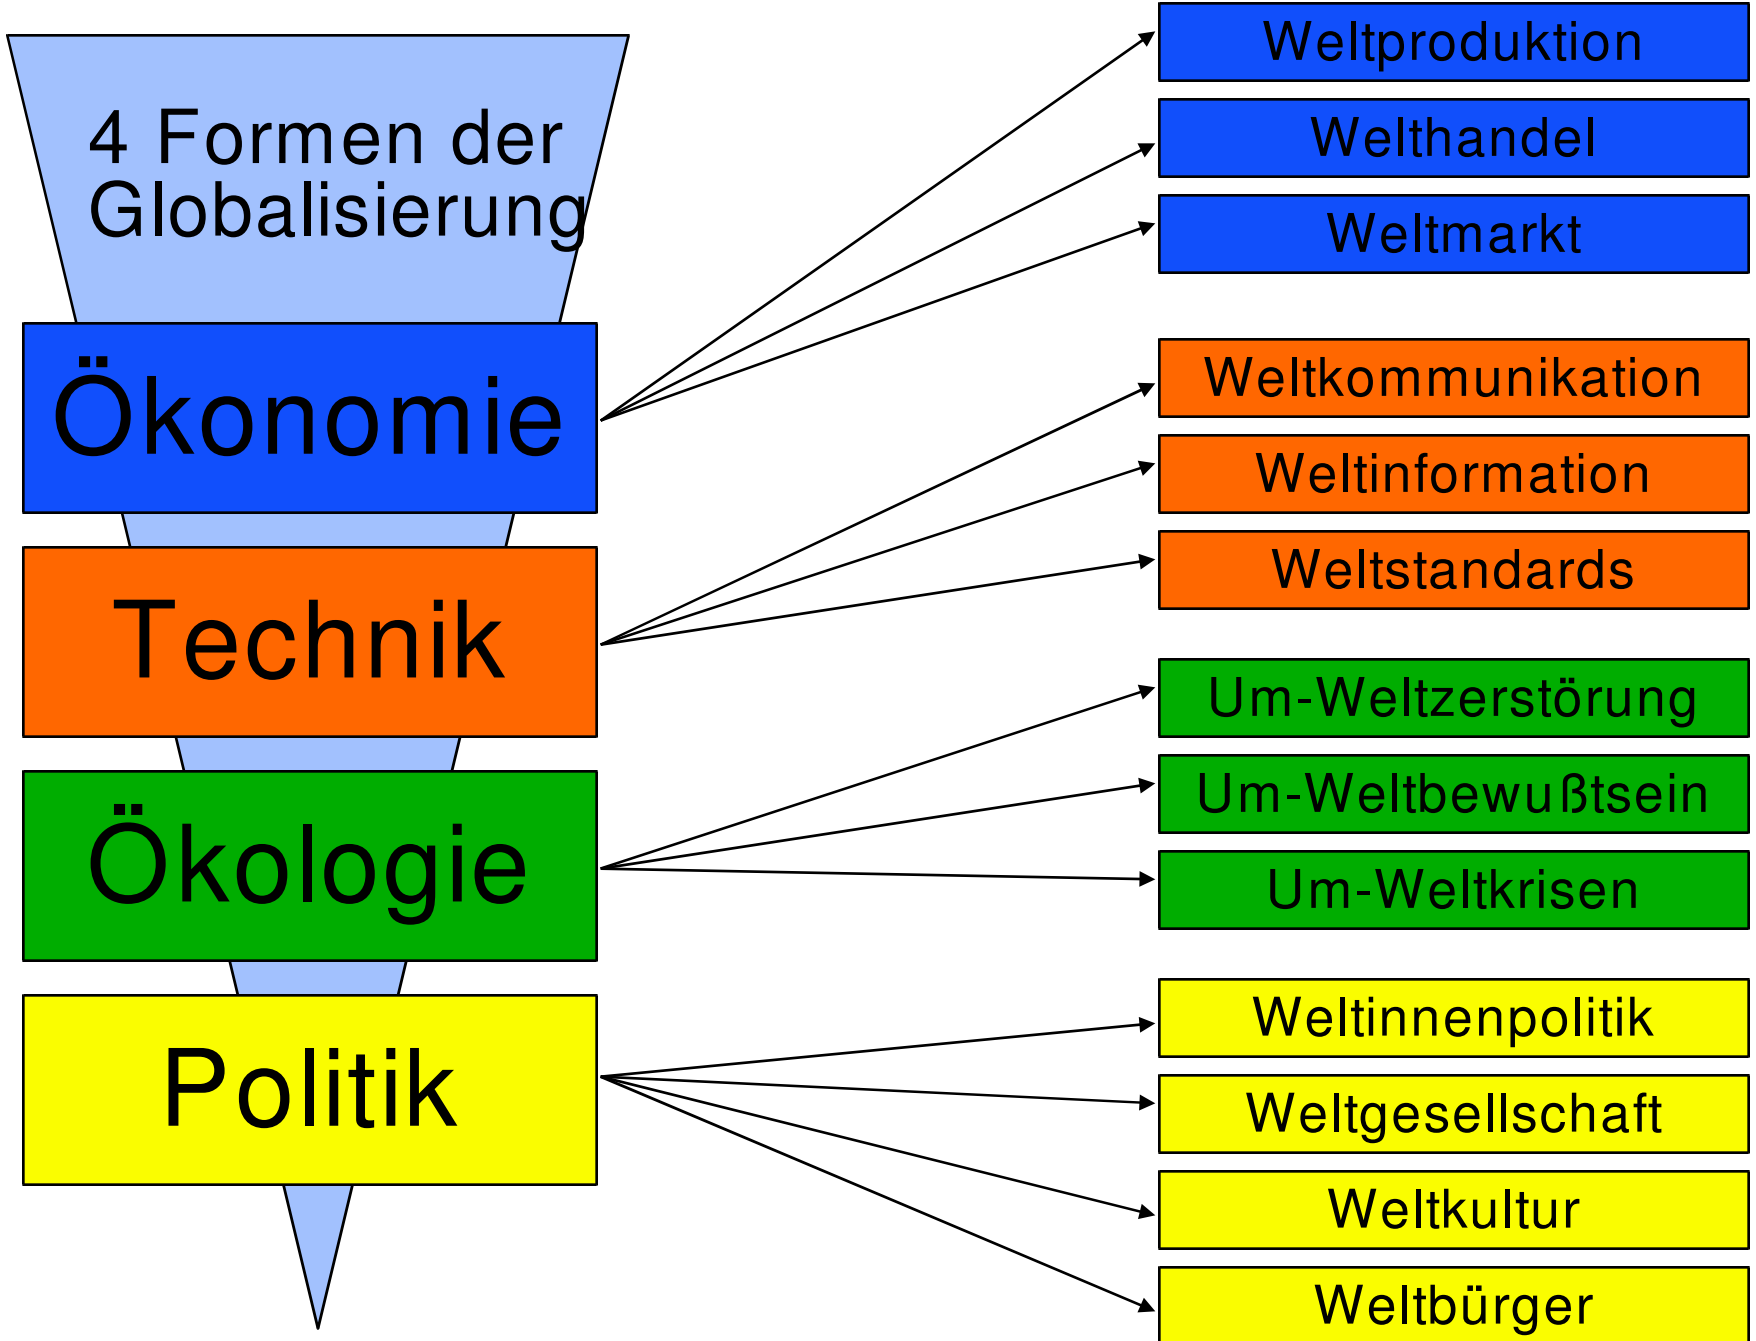 4 Formen der
Globalisierung
Ökonomie
Weltproduktion
Welthandel
Weltmarkt
Technik
Weltkommunikation
Weltinformation
Weltstandards
Ökologie
Um-Weltzerstörung
Um-Weltbewußtsein
Um-Weltkrisen
Politik
Weltinnenpolitik
Weltgesellschaft
Weltkultur
Weltbürger